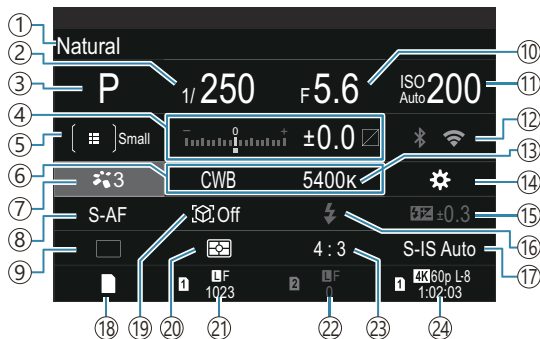 ① Natural
② ③ P 1/250 F5.6 ⑩ ISO Auto 200 ⑪
④ ⑤ Small − 0 + ±0.0 ⑫
⑥ ⑦ 3 CWB 5400K ⑬ ⑭
⑧ S-AF Off ±0.3 ⑮ ⑯
⑨ 4:3 S-IS Auto ⑰
1 LF 1023 2 LF 0 1 4K 60p L-8 1:02:03
⑱ ⑲ ⑳ ㉑ ㉒ ㉓ ㉔